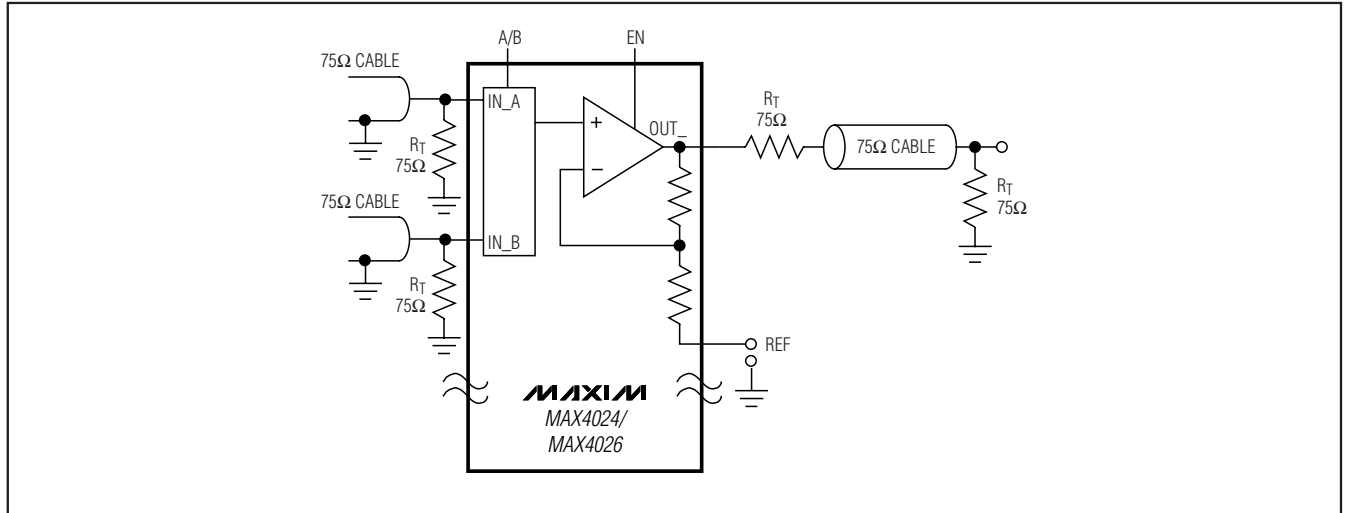 A/B
EN
75Ω CABLE
IN_A
RT
75Ω
75Ω CABLE
IN_B
RT
75Ω
+
−
OUT_
RT
75Ω
75Ω CABLE
RT
75Ω
REF
MAXIM
MAX4024/
MAX4026